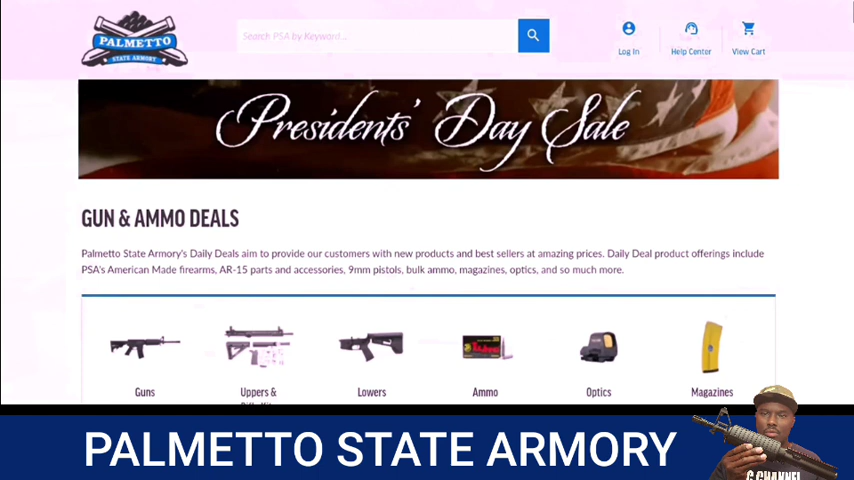 PALMETTO
STATE ARMORY
Search PSA by Keyword ...
Log In
Help Center
View Cart
Presidents' Day Sale
GUN & AMMO DEALS
Palmetto State Armory's Daily Deals aim to provide our customers with new products and best sellers at amazing prices. Daily Deal product offerings include
PSA's American Made firearms, AR-15 parts and accessories, 9mm pistols, bulk ammo, magazines, optics, and so much more.
Guns
Uppers &
Lowers
Ammo
Optics
Magazines
PALMETTO STATE ARMORY
CHANNEL